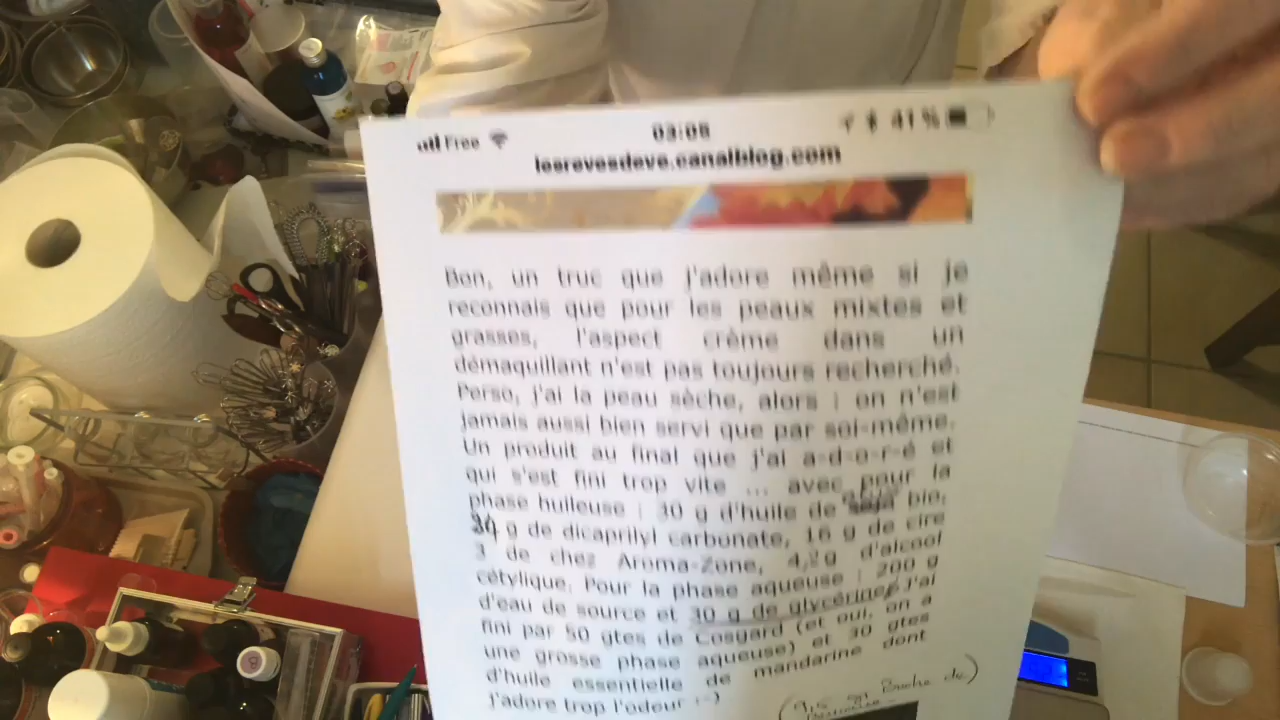 Free 03:05 41 %
lesrevesdeve.canalblog.com
Bon, un truc que j'adore même si je
reconnais que pour les peaux mixtes et
grasses, l'aspect crème dans un
démaquillant n'est pas toujours recherché.
Perso, j'ai la peau sèche, alors : on n'est
jamais aussi bien servi que par soi-même.
Un produit au final que j'ai a-d-o-r-é et
qui s'est fini trop vite ... avec pour la
phase huileuse : 30 g d'huile de bio,
g de dicaprilyl carbonate, 16 g de cire
3 de chez Aroma-Zone, 4,2g d'alcool
cétylique. Pour la phase aqueuse : 200 g
d'eau de source et 30 g de glycérine. J'ai
fini par 50 gtes de Cosgard (et oui, on a
une grosse phase aqueuse) et 30 gtes
d'huile essentielle de mandarine dont
j'adore trop l'odeur :-)